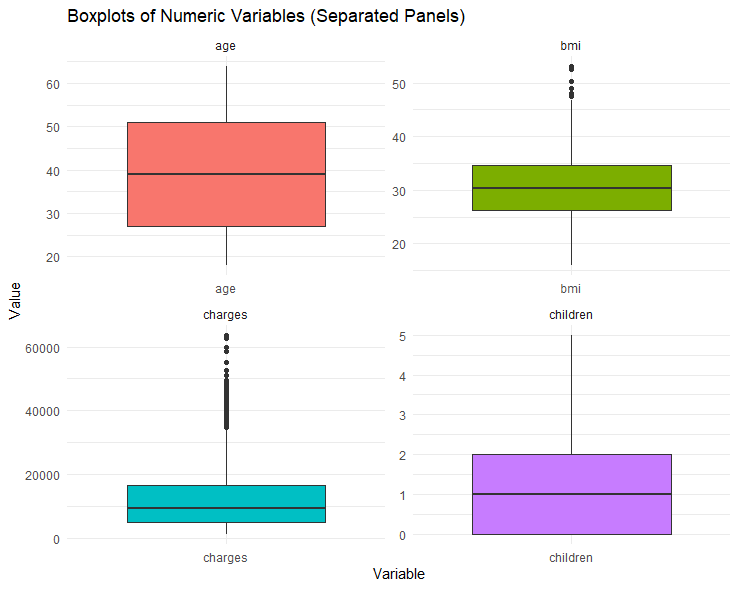 Boxplots of Numeric Variables (Separated Panels)
age
bmi
60
50
40
30
20
50
40
30
20
age
bmi
Value
charges
children
60000
40000
20000
0
5
4
3
2
1
0
charges
children
Variable